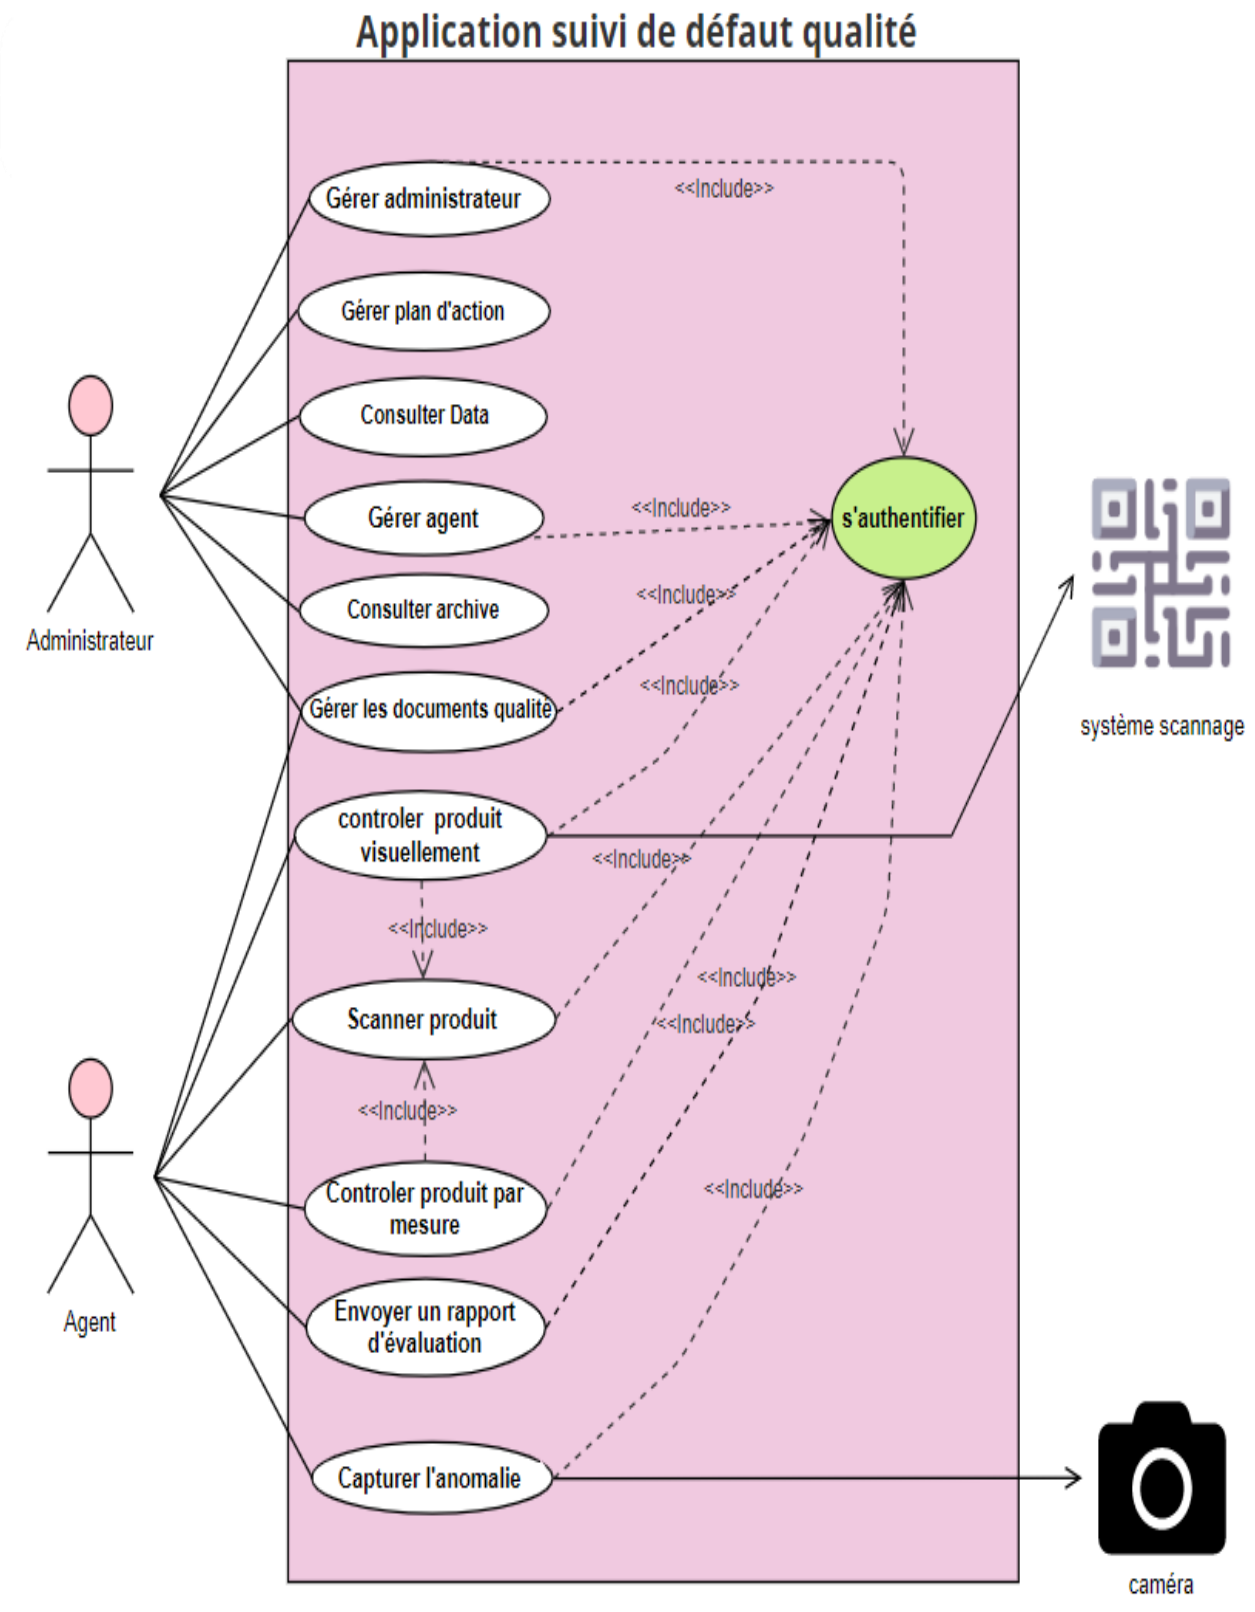 Application suivi de défaut qualité
Gérer administrateur
<<Include>>
Gérer plan d'action
Consulter Data
Gérer agent
<<Include>>
s'authentifier
Consulter archive
<<Include>>
Administrateur
Gérer les documents qualité
<<Include>>
système scannage
controler produit
visuellement
<<Include>>
<<Include>>
Scanner produit
<<Include>>
<<Include>>
<<Include>>
Controler produit par
mesure
<<Include>>
Envoyer un rapport
d'évaluation
Agent
Capturer l'anomalie
caméra